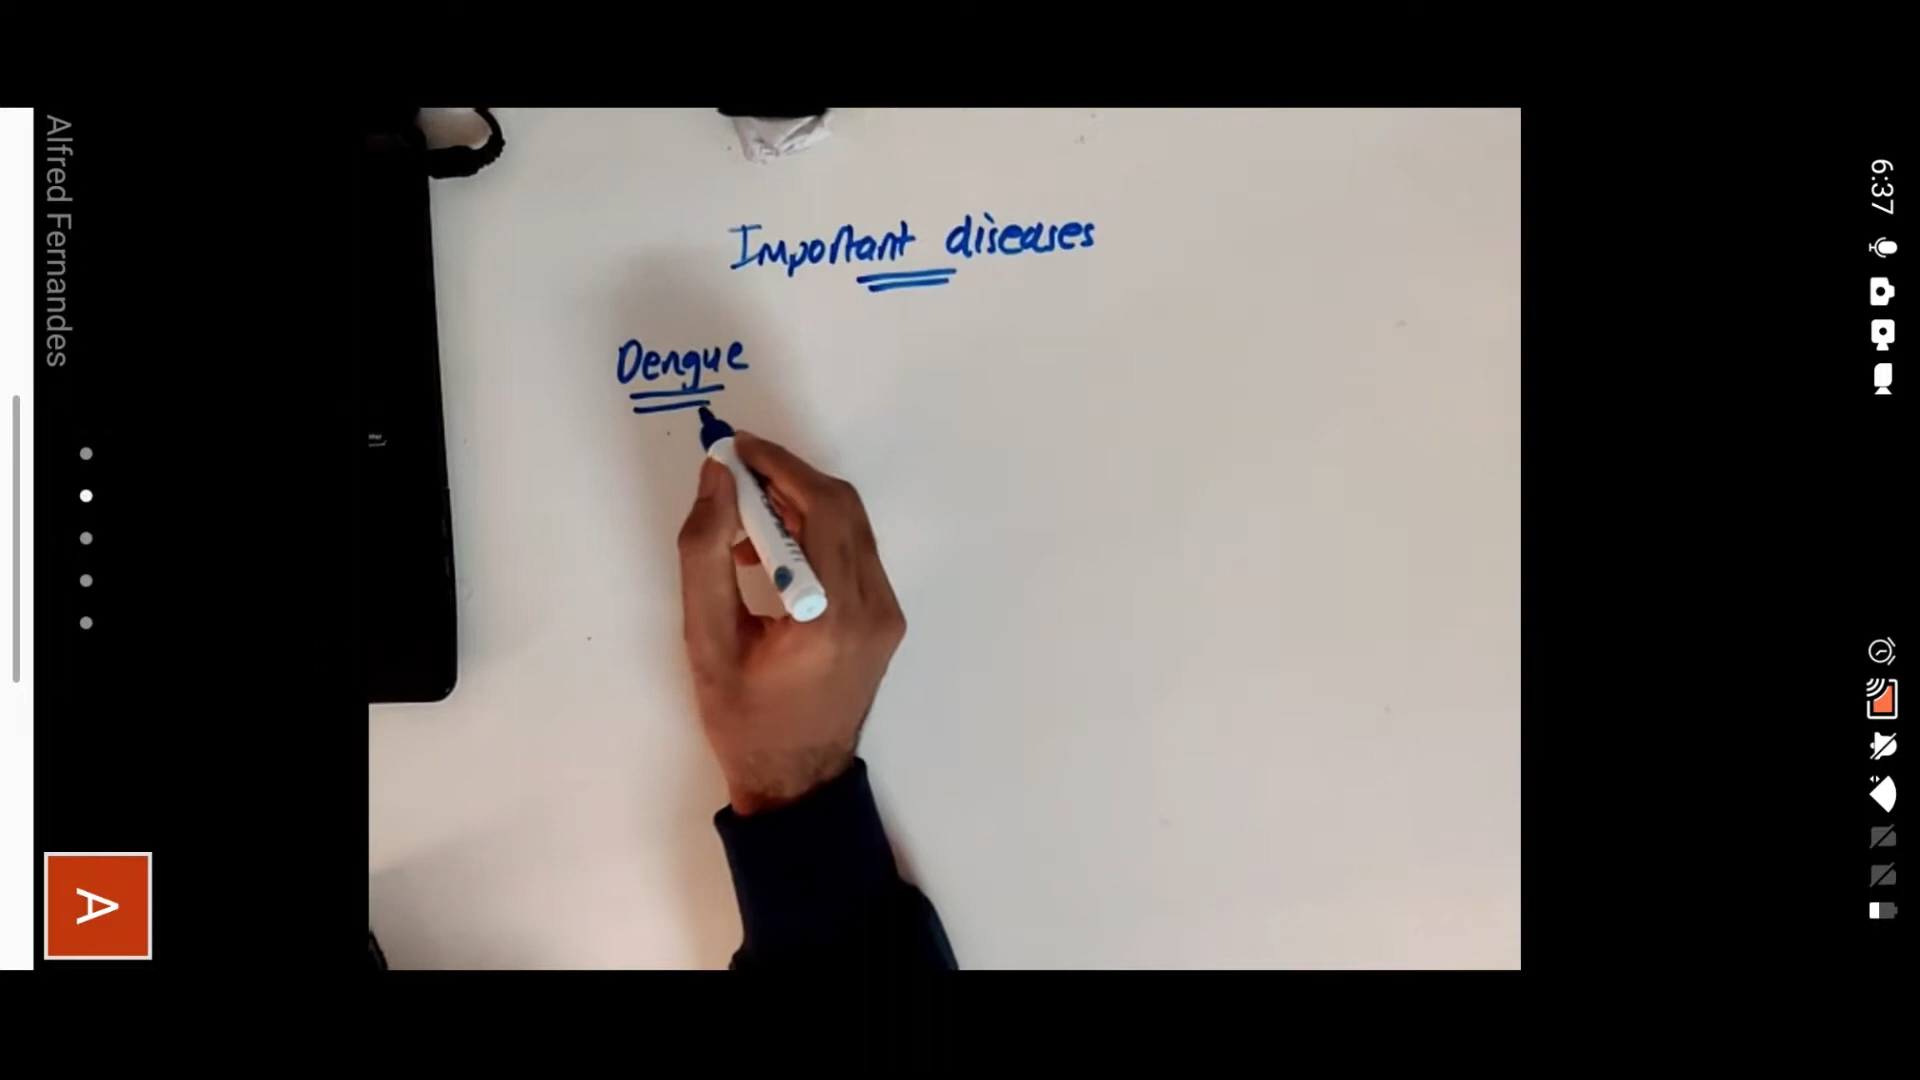 Important diseases
Dengue
Alfred Fernandes
A
6:37